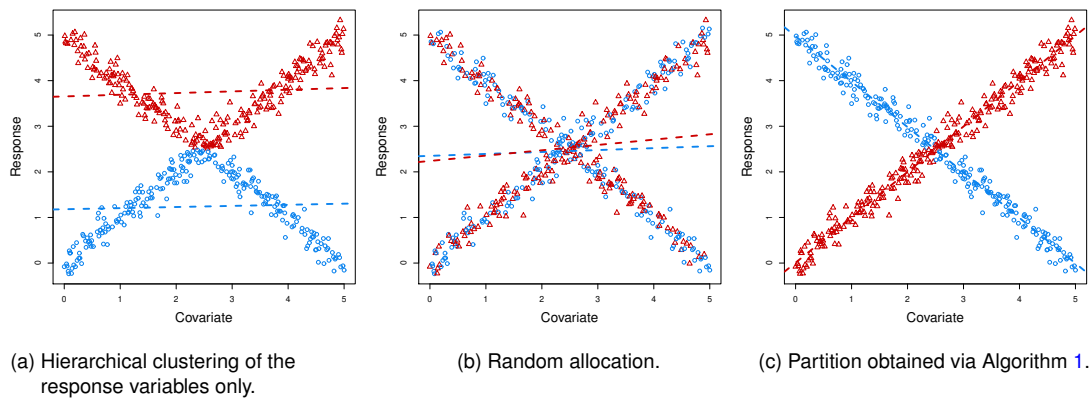 Response
5
4
3
2
1
0
0 1 2 3 4 5
Covariate
(a) Hierarchical clustering of the
response variables only.
Response
5
4
3
2
1
0
0 1 2 3 4 5
Covariate
(b) Random allocation.
Response
5
4
3
2
1
0
0 1 2 3 4 5
Covariate
(c) Partition obtained via Algorithm 1.